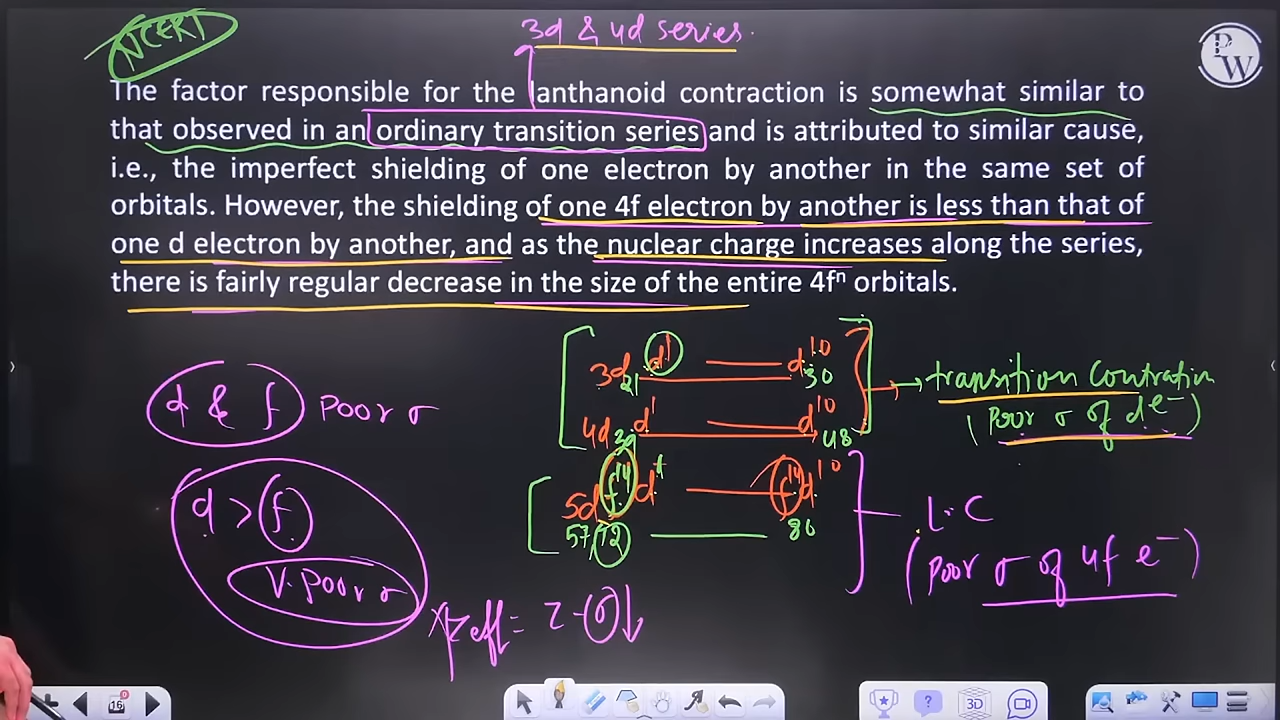 NCERT
3d & 4d series.
PW
The factor responsible for the lanthanoid contraction is somewhat similar to
that observed in an ordinary transition series and is attributed to similar cause,
i.e., the imperfect shielding of one electron by another in the same set of
orbitals. However, the shielding of one 4f electron by another is less than that of
one d electron by another, and as the nuclear charge increases along the series,
there is fairly regular decrease in the size of the entire 4fⁿ orbitals.
3d d¹ — d¹⁰
21 30
4d d¹ — d¹⁰
39 48
→ transition contration
(Poor σ of d e⁻)
d & f Poor σ
5d f¹⁴ d — f¹⁴ d¹⁰
57 72 — 80
L.C
(Poor σ of 4f e⁻)
d > f
V. Poor σ
Zeff = Z - σ ↓
16
0
?
3D